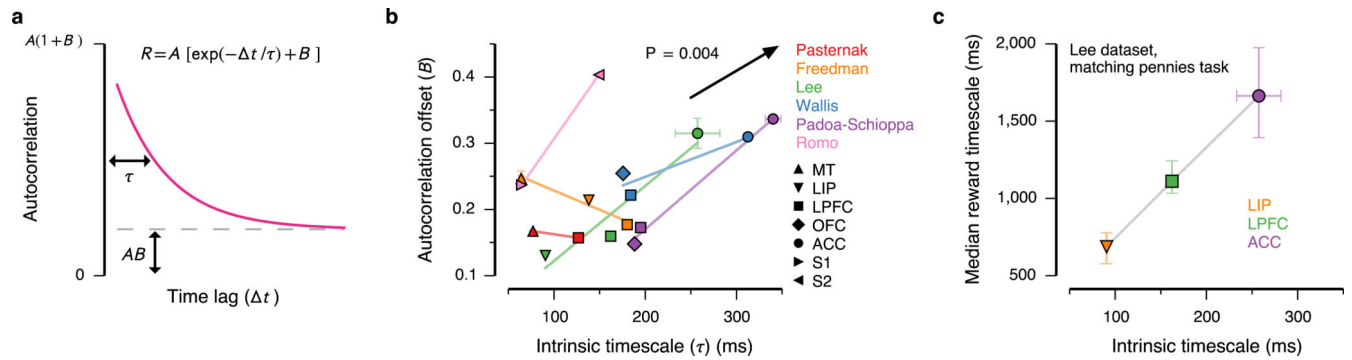 a
A(1+B)
R=A [exp(−Δt/τ)+B ]
Autocorrelation
τ
AB
0
Time lag (Δt)
b
Autocorrelation offset (B)
0.4
0.3
0.2
0.1
P = 0.004
100
200
300
Intrinsic timescale (τ) (ms)
Pasternak
Freedman
Lee
Wallis
Padoa-Schioppa
Romo
MT
LIP
LPFC
OFC
ACC
S1
S2
c
Median reward timescale (ms)
2,000
1,500
1,000
500
Lee dataset,
matching pennies task
LIP
LPFC
ACC
100
200
300
Intrinsic timescale (ms)